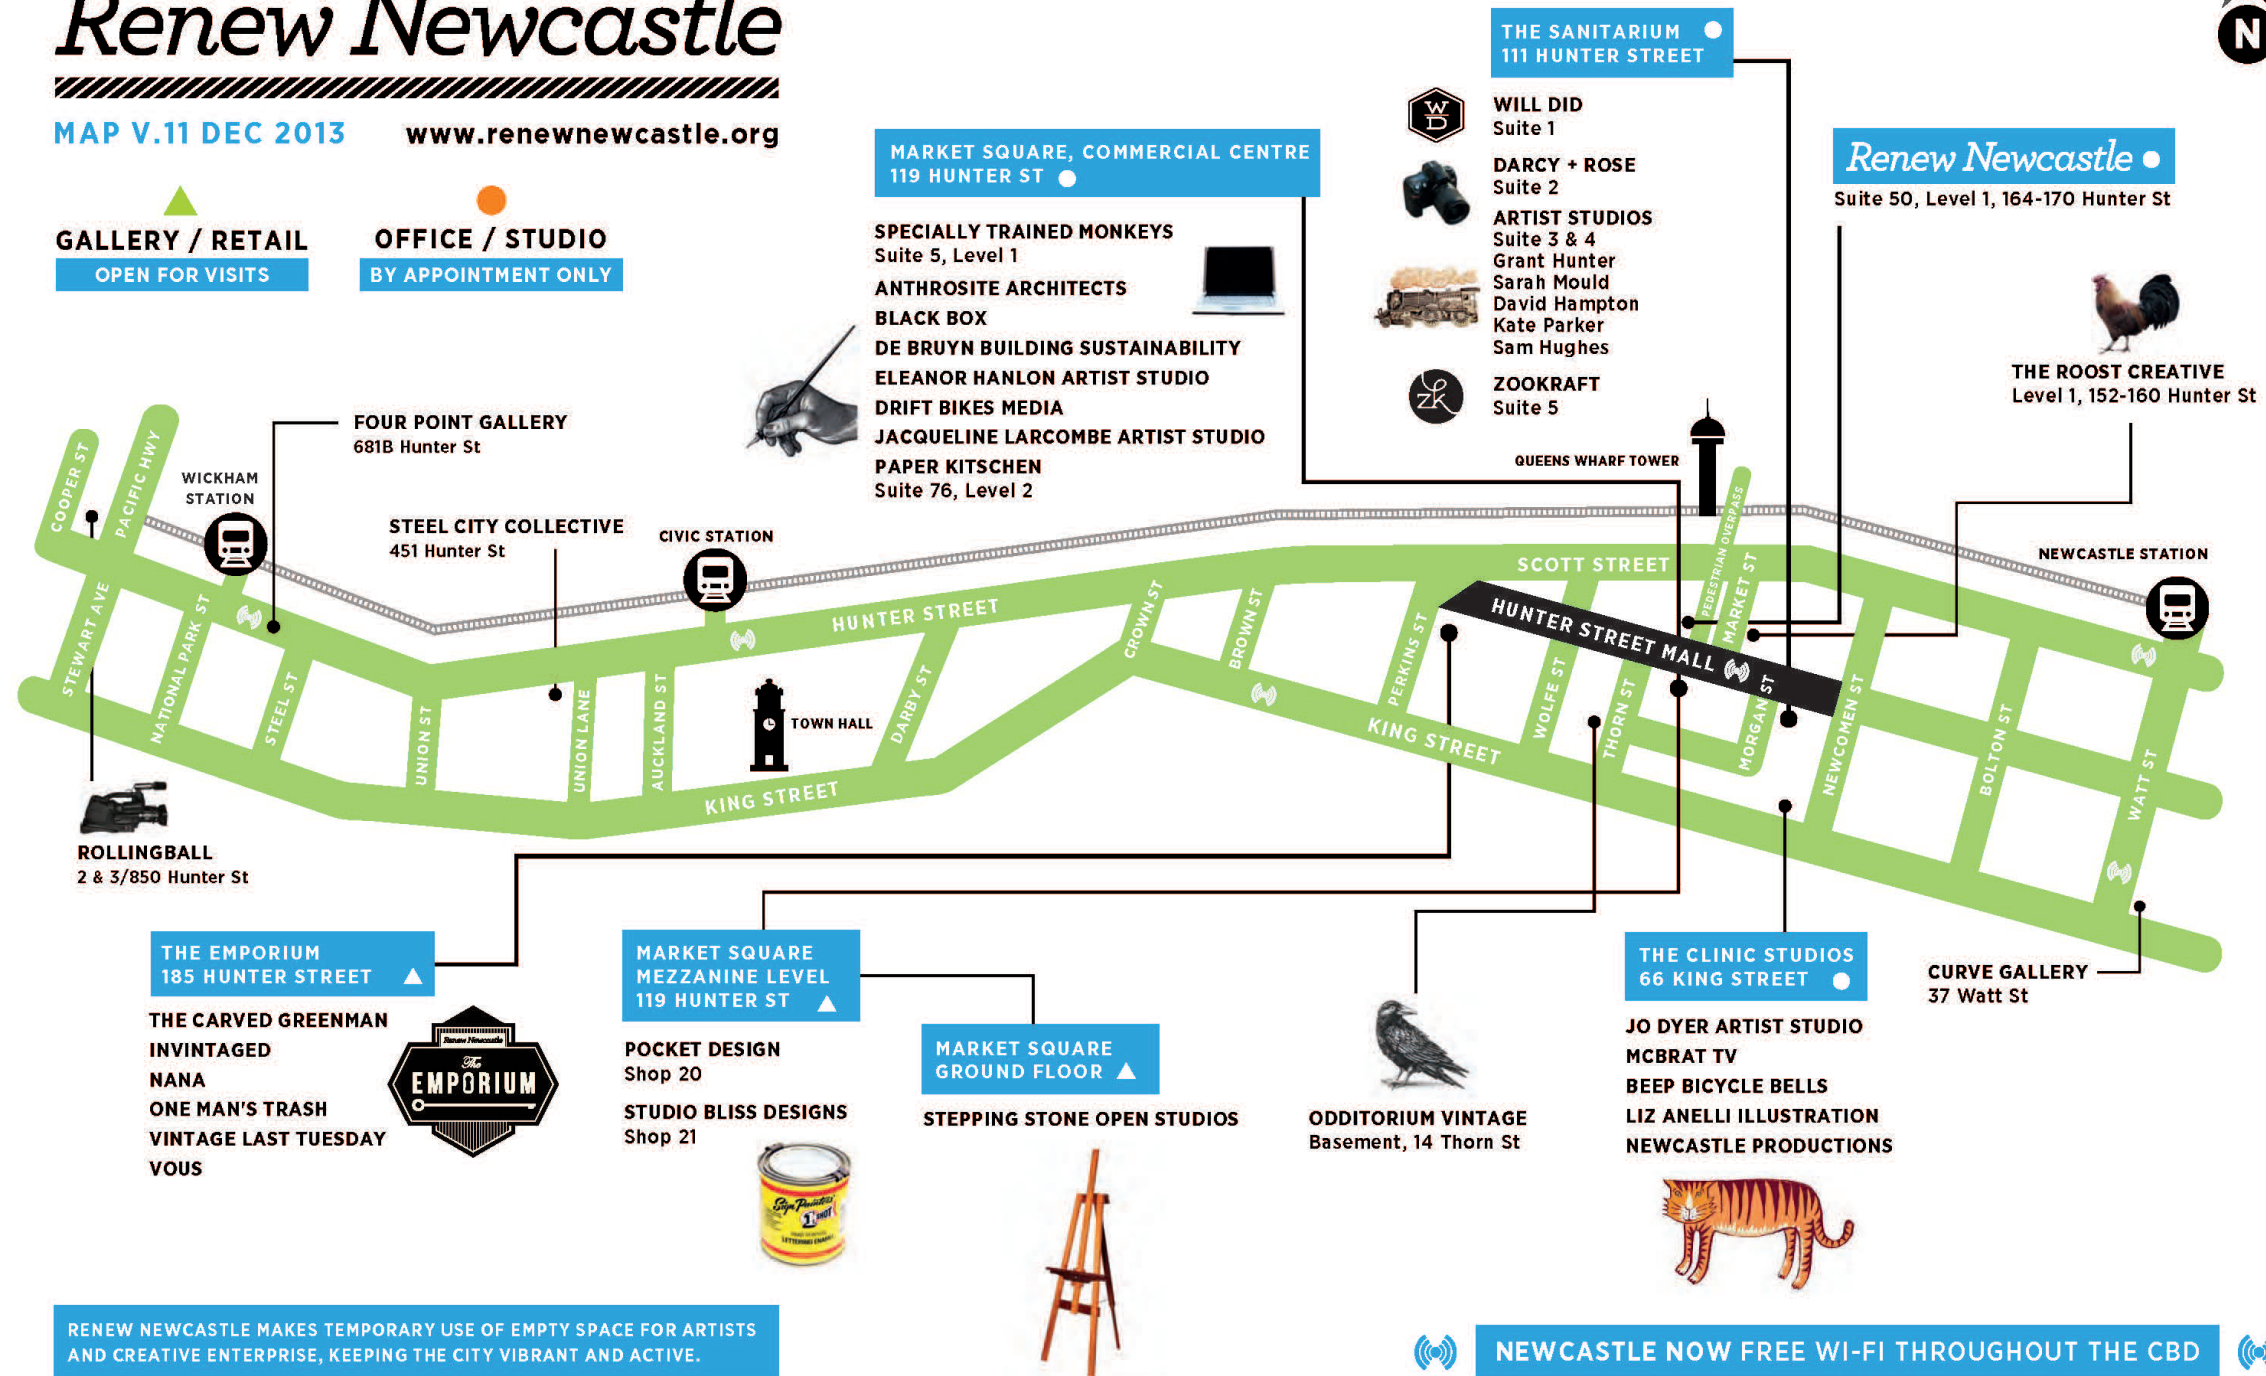 Renew Newcastle
MAP V.11 DEC 2013
www.renewnewcastle.org
GALLERY / RETAIL
OPEN FOR VISITS
OFFICE / STUDIO
BY APPOINTMENT ONLY
MARKET SQUARE, COMMERCIAL CENTRE
119 HUNTER ST
SPECIALLY TRAINED MONKEYS
Suite 5, Level 1
ANTHROSITE ARCHITECTS
BLACK BOX
DE BRUYN BUILDING SUSTAINABILITY
ELEANOR HANLON ARTIST STUDIO
DRIFT BIKES MEDIA
JACQUELINE LARCOMBE ARTIST STUDIO
PAPER KITSCHEN
Suite 76, Level 2
THE SANITARIUM
111 HUNTER STREET
W
D
WILL DID
Suite 1
DARCY + ROSE
Suite 2
ARTIST STUDIOS
Suite 3 & 4
Grant Hunter
Sarah Mould
David Hampton
Kate Parker
Sam Hughes
zk
ZOOKRAFT
Suite 5
N
Renew Newcastle
Suite 50, Level 1, 164-170 Hunter St
THE ROOST CREATIVE
Level 1, 152-160 Hunter St
FOUR POINT GALLERY
681B Hunter St
WICKHAM
STATION
STEEL CITY COLLECTIVE
451 Hunter St
CIVIC STATION
QUEENS WHARF TOWER
NEWCASTLE STATION
COOPER ST
PACIFIC HWY
STEWART AVE
NATIONAL PARK ST
STEEL ST
UNION ST
UNION LANE
AUCKLAND ST
HUNTER STREET
TOWN HALL
DARBY ST
KING STREET
CROWN ST
BROWN ST
PERKINS ST
KING STREET
SCOTT STREET
HUNTER STREET MALL
WOLFE ST
THORN ST
PEDESTRIAN OVERPASS
MARKET ST
MORGAN ST
NEWCOMEN ST
BOLTON ST
WATT ST
ROLLINGBALL
2 & 3/850 Hunter St
THE EMPORIUM
185 HUNTER STREET
THE CARVED GREENMAN
INVINTAGED
NANA
ONE MAN'S TRASH
VINTAGE LAST TUESDAY
VOUS
Renew Newcastle
The
EMPORIUM
MARKET SQUARE
MEZZANINE LEVEL
119 HUNTER ST
POCKET DESIGN
Shop 20
STUDIO BLISS DESIGNS
Shop 21
Sign Painters'
1 SHOT
LETTERING ENAMEL
MARKET SQUARE
GROUND FLOOR
STEPPING STONE OPEN STUDIOS
ODDITORIUM VINTAGE
Basement, 14 Thorn St
THE CLINIC STUDIOS
66 KING STREET
JO DYER ARTIST STUDIO
MCBRAT TV
BEEP BICYCLE BELLS
LIZ ANELLI ILLUSTRATION
NEWCASTLE PRODUCTIONS
CURVE GALLERY
37 Watt St
RENEW NEWCASTLE MAKES TEMPORARY USE OF EMPTY SPACE FOR ARTISTS
AND CREATIVE ENTERPRISE, KEEPING THE CITY VIBRANT AND ACTIVE.
NEWCASTLE NOW FREE WI-FI THROUGHOUT THE CBD